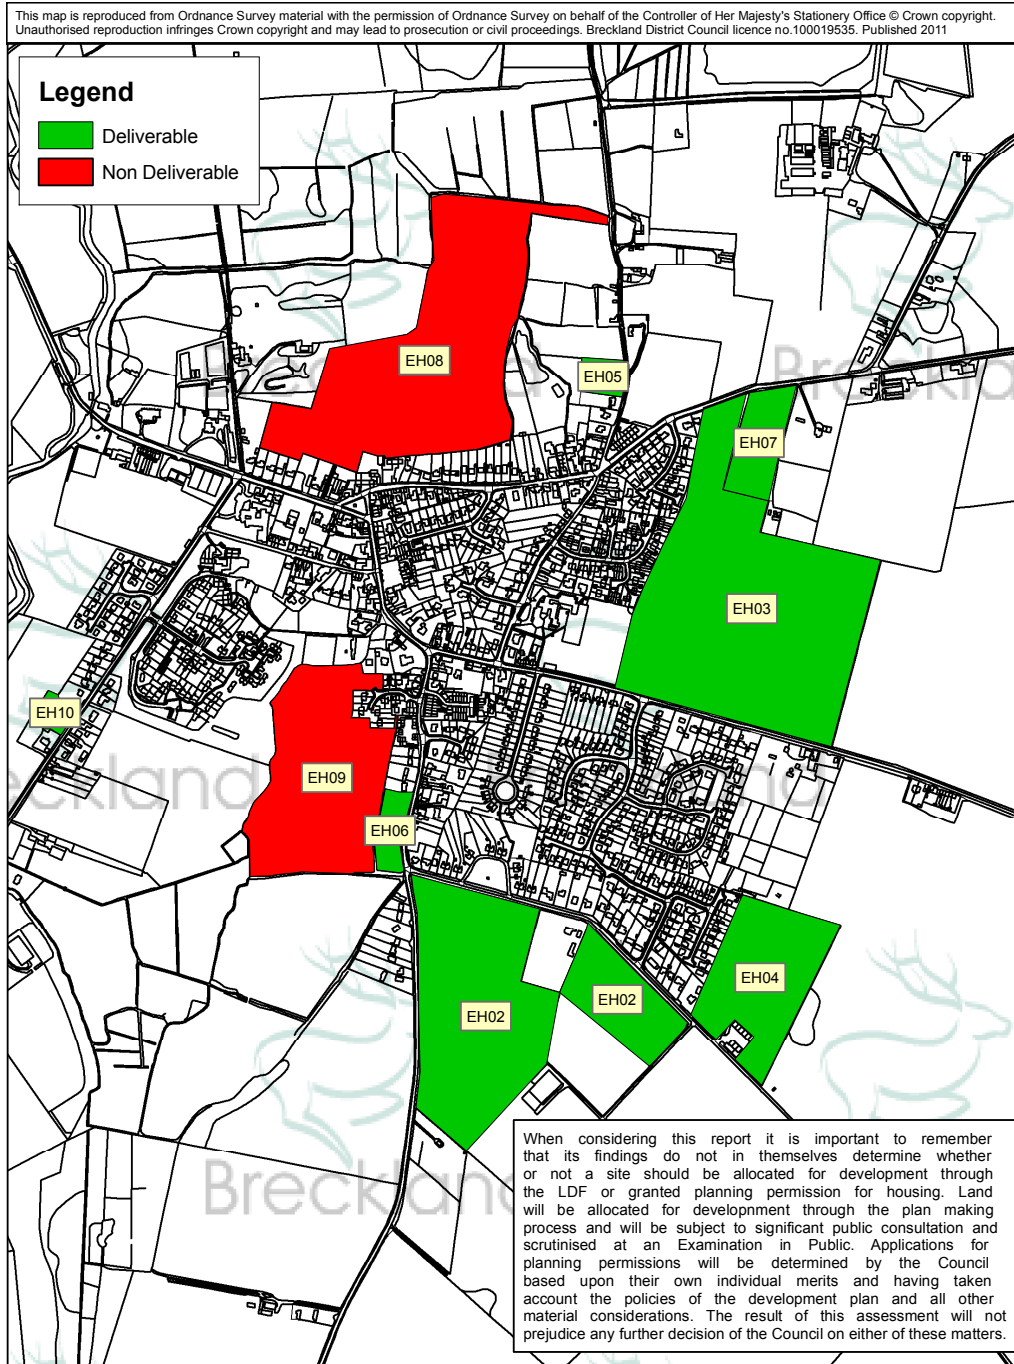 This map is reproduced from Ordnance Survey material with the permission of Ordnance Survey on behalf of the Controller of Her Majesty's Stationery Office © Crown copyright.
Unauthorised reproduction infringes Crown copyright and may lead to prosecution or civil proceedings. Breckland District Council licence no.100019535. Published 2011
Legend
Deliverable
Non Deliverable
EH08
EH05
Breckland
EH07
EH03
EH10
Breckland
EH09
EH06
EH04
EH02
EH02
Breckland
When considering this report it is important to remember
that its findings do not in themselves determine whether
or not a site should be allocated for development through
the LDF or granted planning permission for housing. Land
will be allocated for developnment through the plan making
process and will be subject to significant public consultation and
scrutinised at an Examination in Public. Applications for
planning permissions will be determined by the Council
based upon their own individual merits and having taken
account the policies of the development plan and all other
material considerations. The result of this assessment will not
prejudice any further decision of the Council on either of these matters.